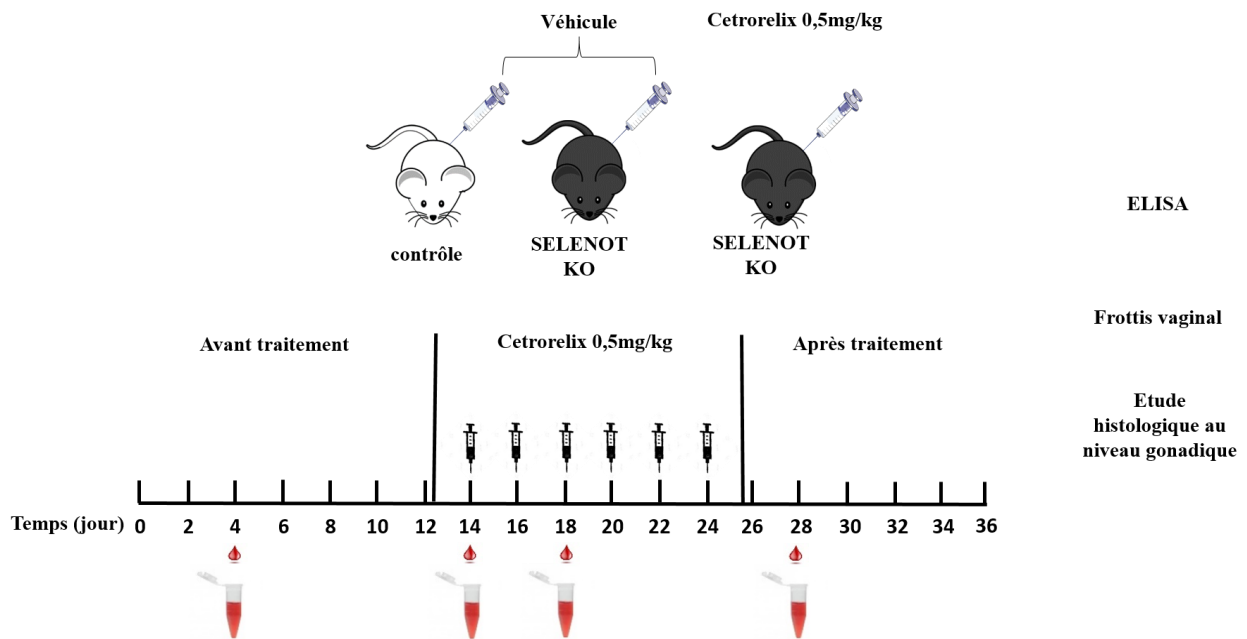 Véhicule
Cetrorelix 0,5mg/kg
contrôle
SELENOT
KO
SELENOT
KO
ELISA
Frottis vaginal
Etude
histologique au
niveau gonadique
Avant traitement
Cetrorelix 0,5mg/kg
Après traitement
Temps (jour) 0 2 4 6 8 10 12 14 16 18 20 22 24 26 28 30 32 34 36